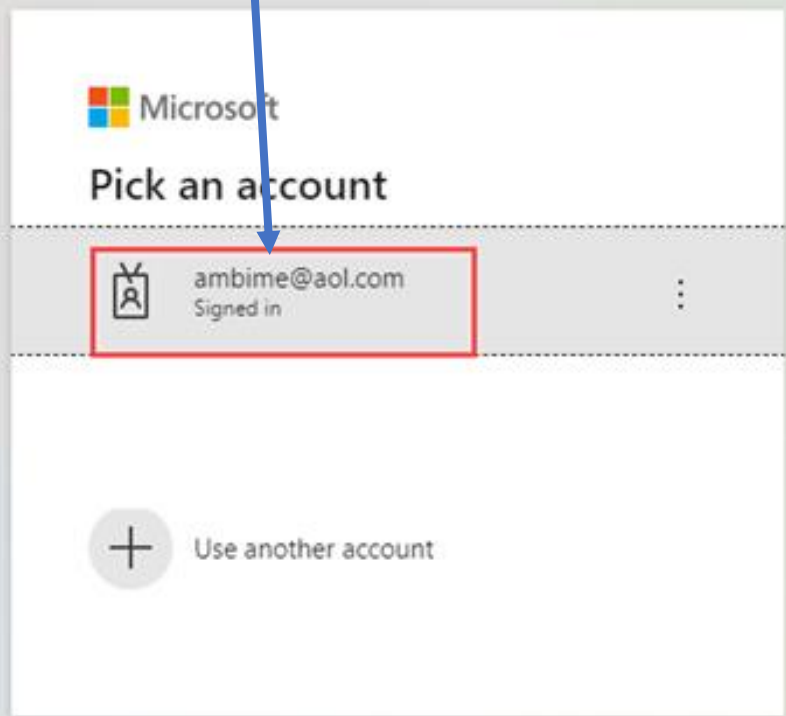 Microsoft
Pick an account
ambime@aol.com
Signed in
Use another account